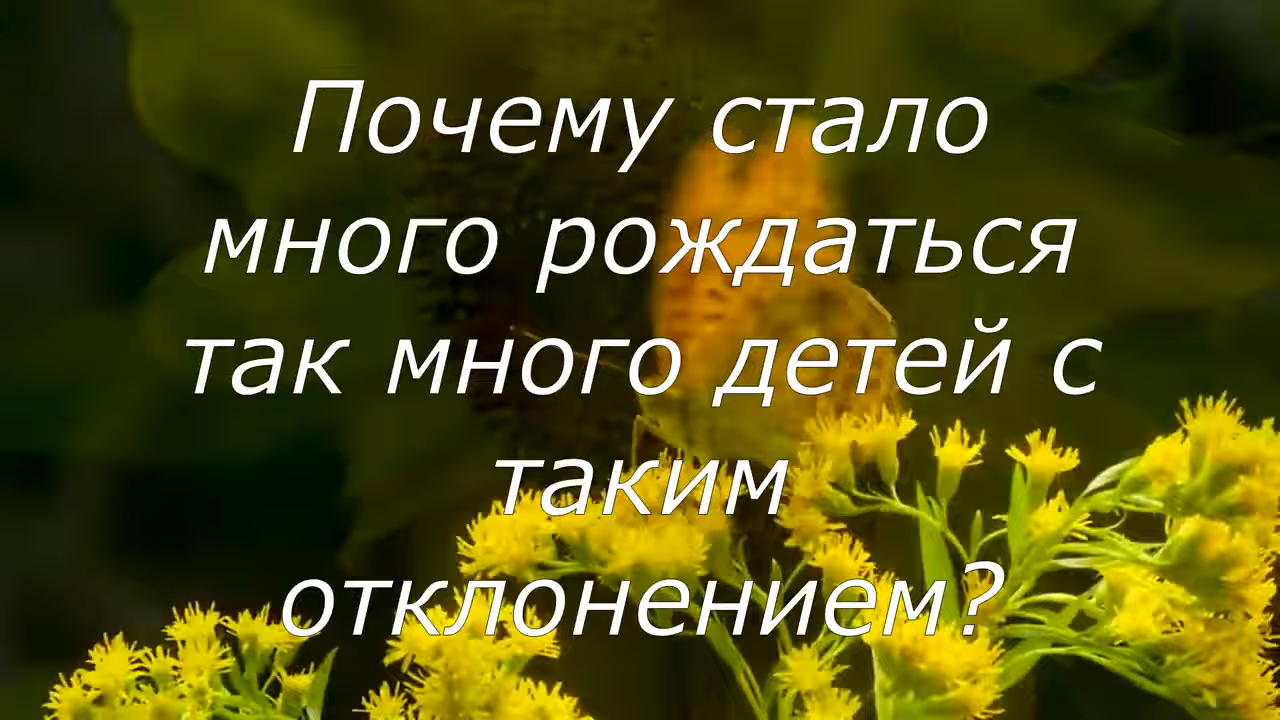 Почему стало
много рождаться
так много детей с
таким
отклонением?